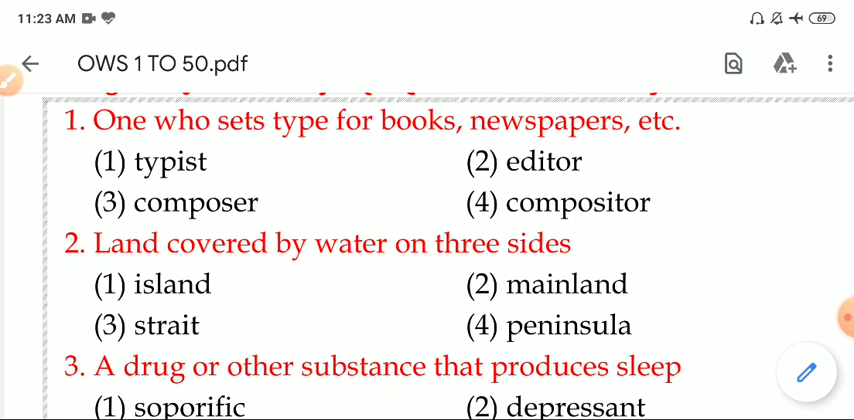 11:23 AM 69
OWS 1 TO 50.pdf
1. One who sets type for books, newspapers, etc.
(1) typist (2) editor
(3) composer (4) compositor
2. Land covered by water on three sides
(1) island (2) mainland
(3) strait (4) peninsula
3. A drug or other substance that produces sleep
(1) soporific (2) depressant